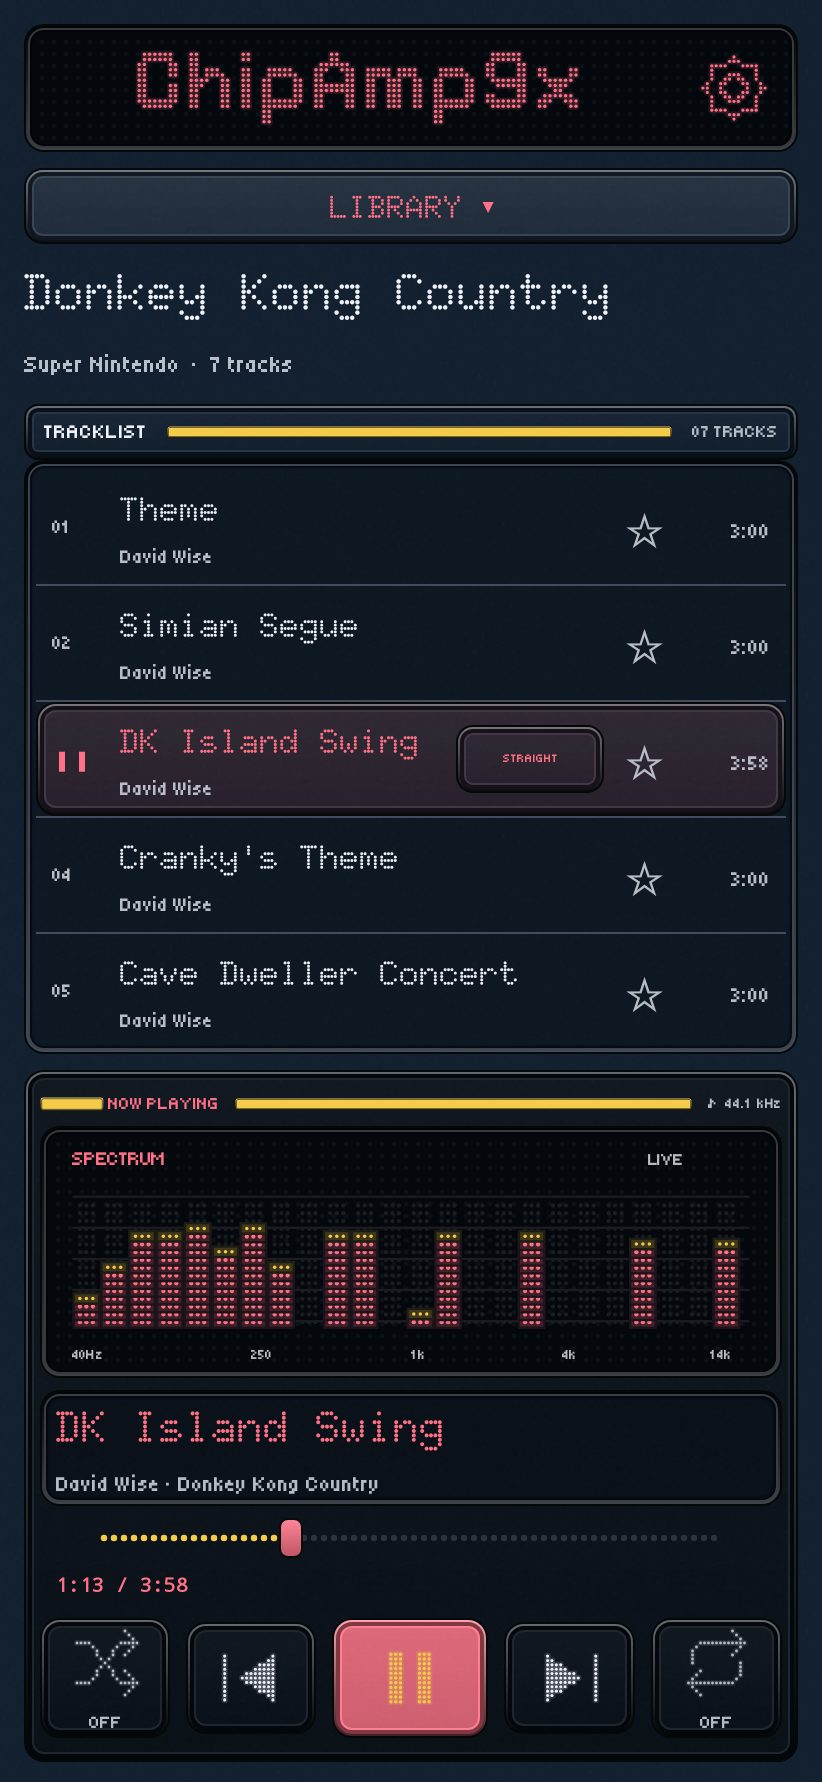 ChipAmp9x
LIBRARY ▼
Donkey Kong Country
Super Nintendo · 7 tracks
TRACKLIST 07 TRACKS
01 Theme 3:00
David Wise
02 Simian Segue 3:00
David Wise
DK Island Swing STRAIGHT 3:58
David Wise
04 Cranky's Theme 3:00
David Wise
05 Cave Dweller Concert 3:00
David Wise
NOW PLAYING ♪ 44.1 kHz
SPECTRUM LIVE
40Hz 250 1k 4k 14k
DK Island Swing
David Wise · Donkey Kong Country
1:13 / 3:58
OFF OFF